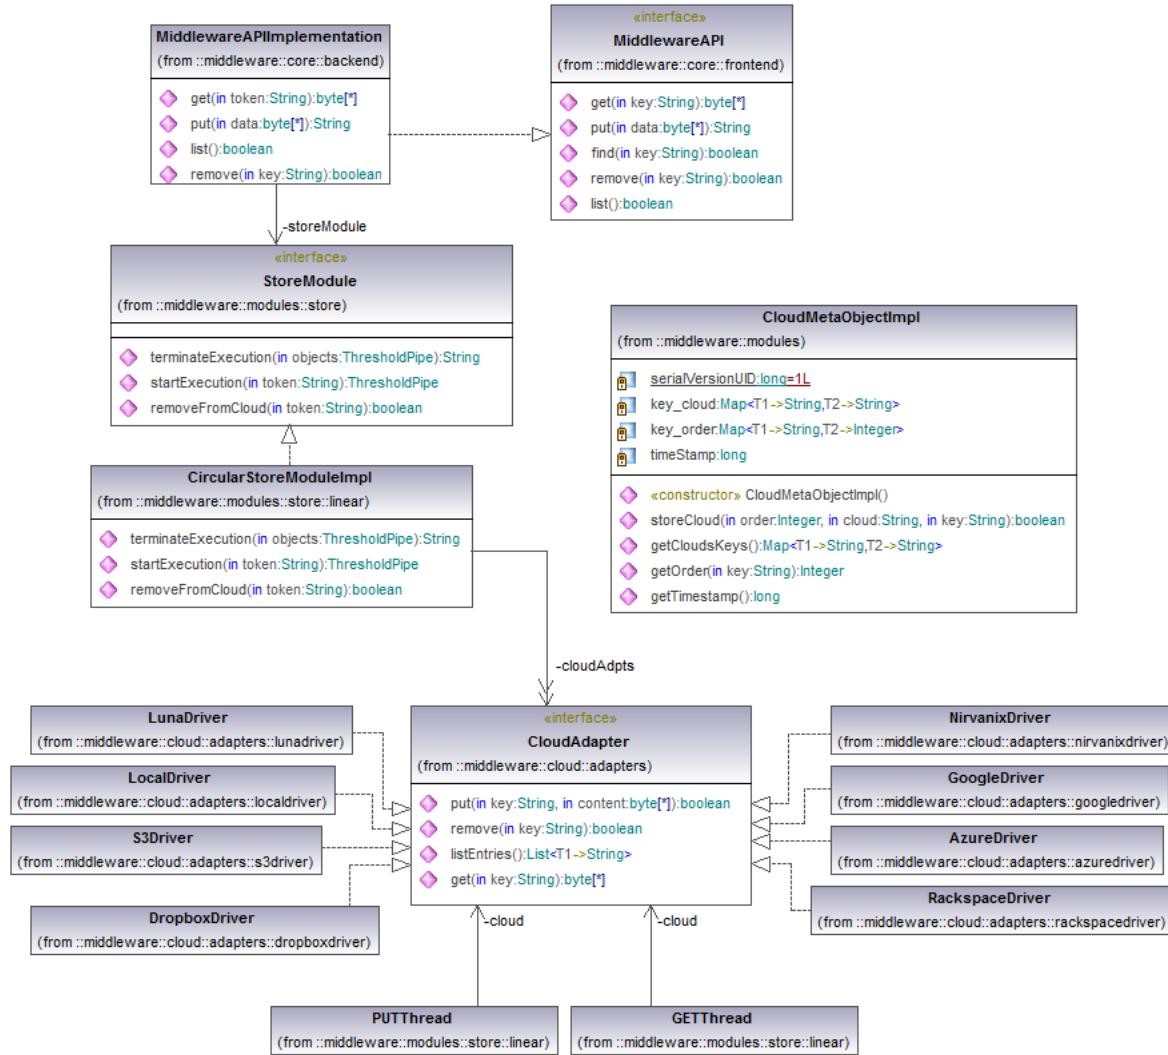 MiddlewareAPIImplementation
(from ::middleware::core::backend)
get(in token:String):byte[*]
put(in data:byte[*]):String
list():boolean
remove(in key:String):boolean
«interface»
MiddlewareAPI
(from ::middleware::core::frontend)
get(in key:String):byte[*]
put(in data:byte[*]):String
find(in key:String):boolean
remove(in key:String):boolean
list():boolean
-storeModule
«interface»
StoreModule
(from ::middleware::modules::store)
terminateExecution(in objects:ThresholdPipe):String
startExecution(in token:String):ThresholdPipe
removeFromCloud(in token:String):boolean
CloudMetaObjectImpl
(from ::middleware::modules)
serialVersionUID:long=1L
key_cloud:Map<T1->String,T2->String>
key_order:Map<T1->String,T2->Integer>
timeStamp:long
«constructor» CloudMetaObjectImpl()
storeCloud(in order:Integer, in cloud:String, in key:String):boolean
getCloudsKeys():Map<T1->String,T2->String>
getOrder(in key:String):Integer
getTimestamp():long
CircularStoreModuleImpl
(from ::middleware::modules::store::linear)
terminateExecution(in objects:ThresholdPipe):String
startExecution(in token:String):ThresholdPipe
removeFromCloud(in token:String):boolean
-cloudAdpts
LunaDriver
(from ::middleware::cloud::adapters::lunadriver)
LocalDriver
(from ::middleware::cloud::adapters::localdriver)
S3Driver
(from ::middleware::cloud::adapters::s3driver)
DropboxDriver
(from ::middleware::cloud::adapters::dropboxdriver)
«interface»
CloudAdapter
(from ::middleware::cloud::adapters)
put(in key:String, in content:byte[*]):boolean
remove(in key:String):boolean
listEntries():List<T1->String>
get(in key:String):byte[*]
NirvanixDriver
(from ::middleware::cloud::adapters::nirvanixdriver)
GoogleDriver
(from ::middleware::cloud::adapters::googledriver)
AzureDriver
(from ::middleware::cloud::adapters::azuredriver)
RackspaceDriver
(from ::middleware::cloud::adapters::rackspacedriver)
-cloud
-cloud
PUTThread
(from ::middleware::modules::store::linear)
GETThread
(from ::middleware::modules::store::linear)